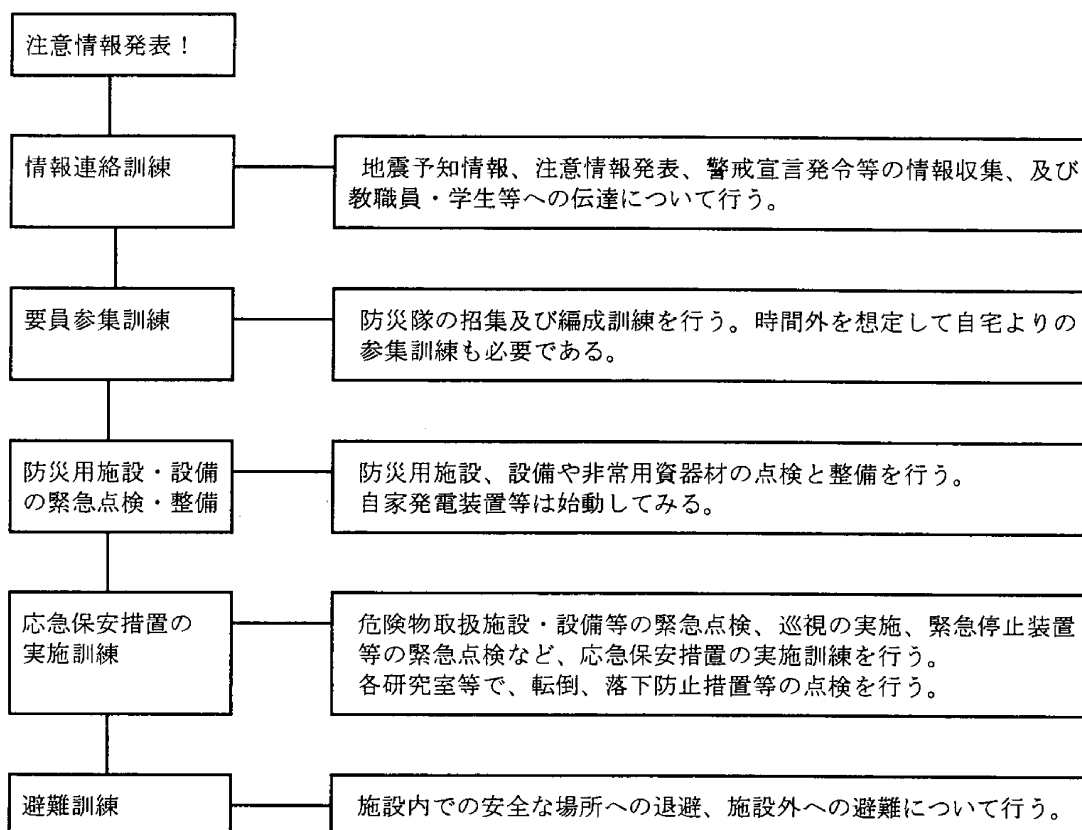 注意情報発表！
情報連絡訓練
地震予知情報、注意情報発表、警戒宣言発令等の情報収集、及び
教職員・学生等への伝達について行う。
要員参集訓練
防災隊の招集及び編成訓練を行う。時間外を想定して自宅よりの
参集訓練も必要である。
防災用施設・設備
の緊急点検・整備
防災用施設、設備や非常用資器材の点検と整備を行う。
自家発電装置等は始動してみる。
応急保安措置の
実施訓練
危険物取扱施設・設備等の緊急点検、巡視の実施、緊急停止装置
等の緊急点検など、応急保安措置の実施訓練を行う。
各研究室等で、転倒、落下防止措置等の点検を行う。
避難訓練
施設内での安全な場所への退避、施設外への避難について行う。